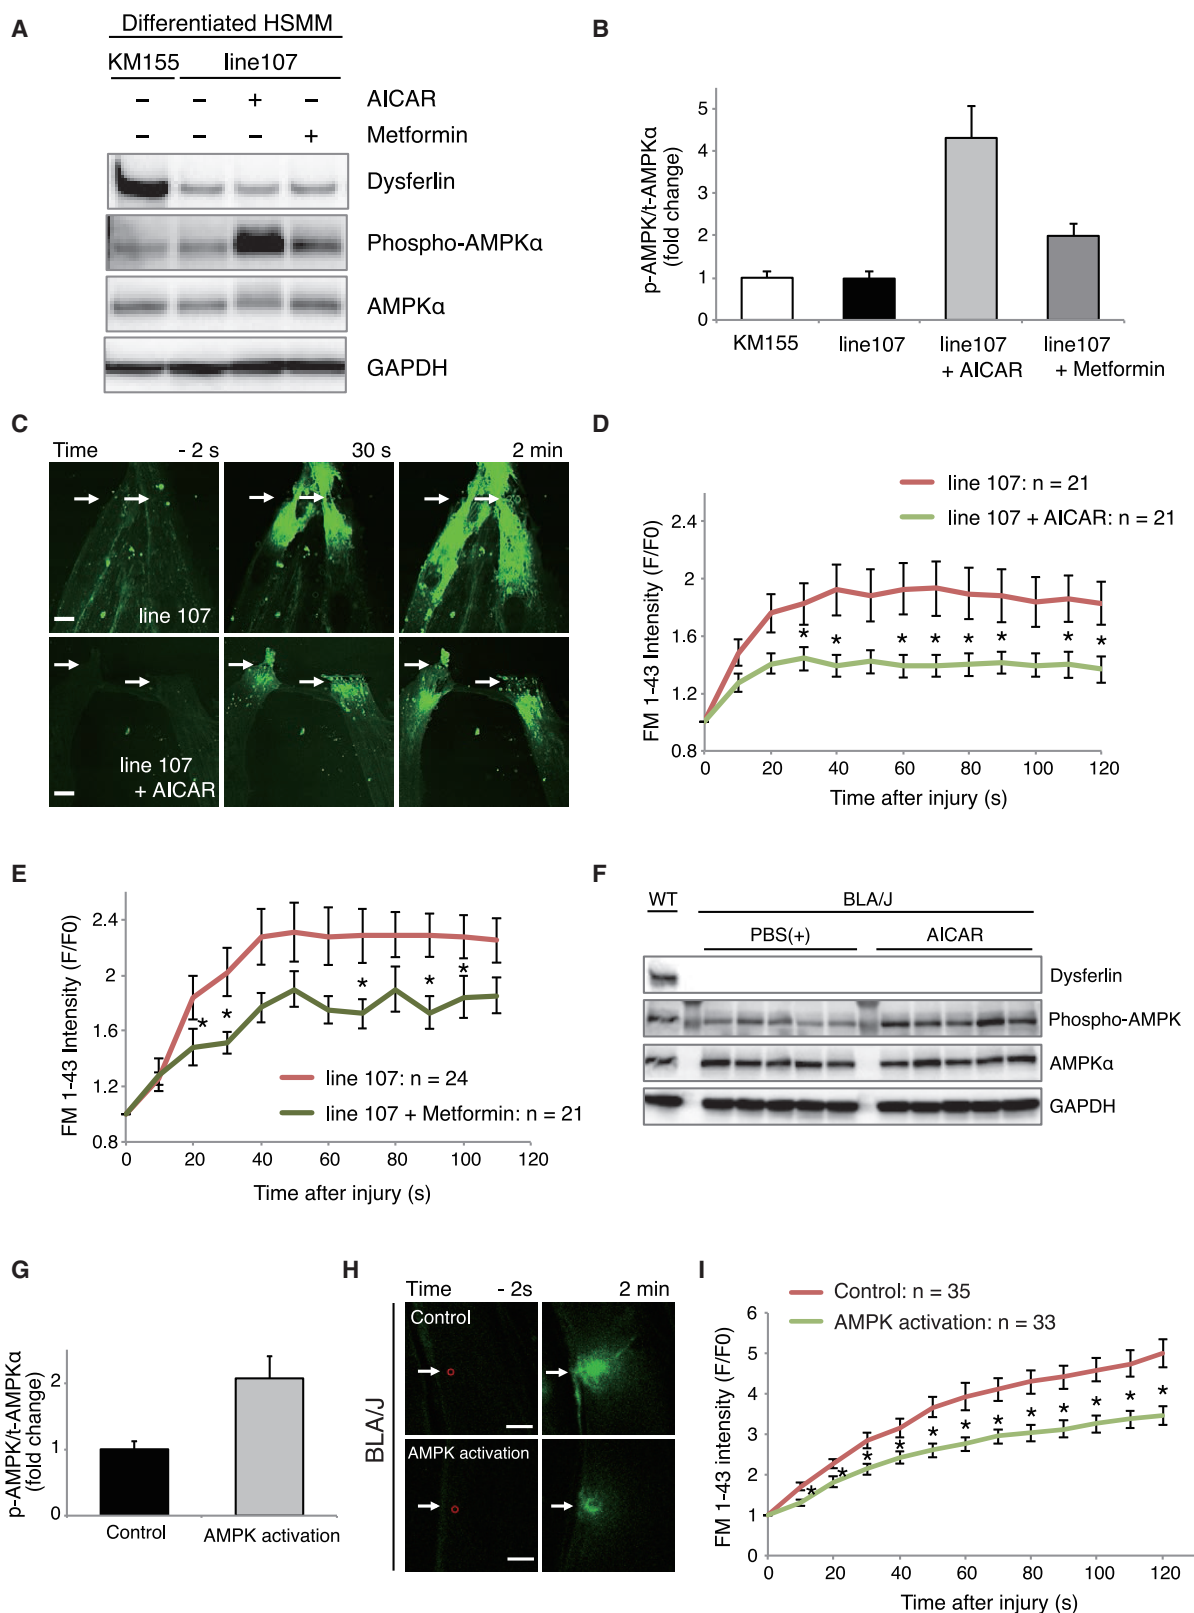 A
Differentiated HSMM
KM155 line107
– – + – AICAR
– – – + Metformin
Dysferlin
Phospho-AMPKα
AMPKα
GAPDH
B
p-AMPK/t-AMPKα
(fold change)
5
4
3
2
1
0
KM155
line107
line107
+ AICAR
line107
+ Metformin
C
Time - 2 s 30 s 2 min
line 107
line 107
+ AICAR
D
line 107: n = 21
line 107 + AICAR: n = 21
FM 1-43 Intensity (F/F0)
2.4
2
1.6
1.2
0.8
* * * * * * * *
0 20 40 60 80 100 120
Time after injury (s)
E
FM 1-43 Intensity (F/F0)
2.4
2
1.6
1.2
0.8
* * * * *
line 107: n = 24
line 107 + Metformin: n = 21
0 20 40 60 80 100 120
Time after injury (s)
F
WT BLA/J
PBS(+) AICAR
Dysferlin
Phospho-AMPK
AMPKα
GAPDH
G
p-AMPK/t-AMPKα
(fold change)
2
1
0
Control AMPK activation
H
Time - 2s 2 min
BLA/J
Control
AMPK activation
I
Control: n = 35
AMPK activation: n = 33
FM 1-43 intensity (F/F0)
6
5
4
3
2
1
0
* * * * * * * * * * * *
0 20 40 60 80 100 120
Time after injury (s)